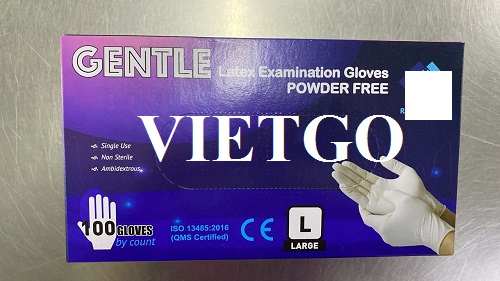 GENTLE
Latex Examination Gloves
POWDER FREE
R
VIETGO
Single Use
Non Sterile
Ambidextrous
100 GLOVES
by count
ISO 13485:2016
(QMS Certified)
CE
L
LARGE